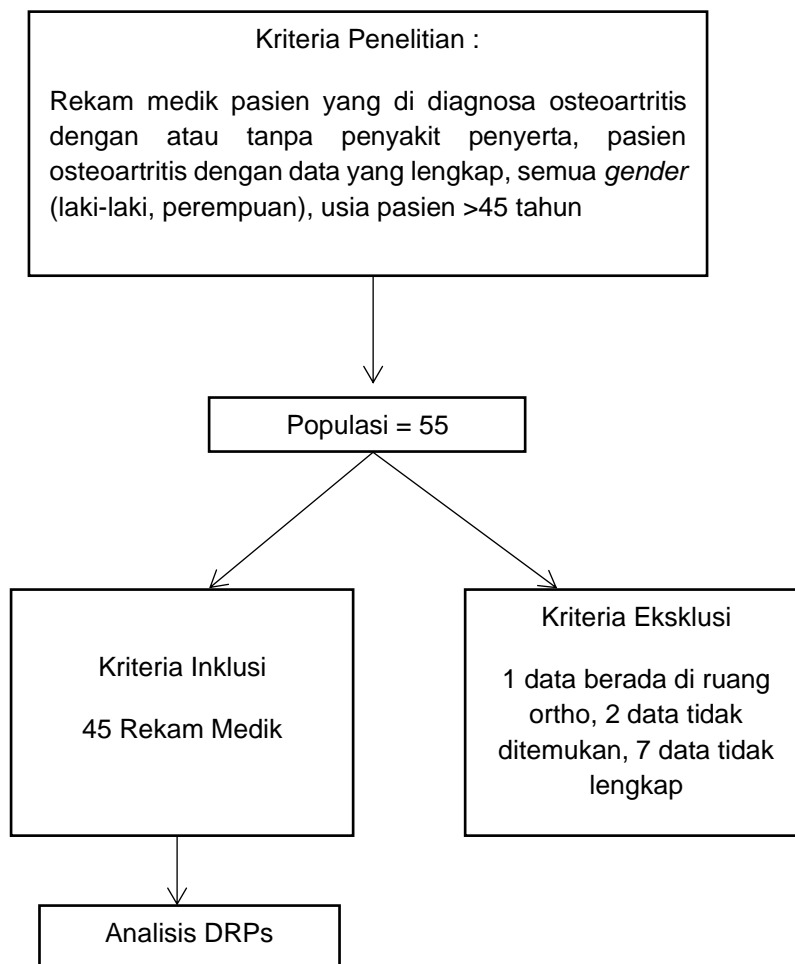 Kriteria Penelitian :
Rekam medik pasien yang di diagnosa osteoartritis
dengan atau tanpa penyakit penyerta, pasien
osteoartritis dengan data yang lengkap, semua gender
(laki-laki, perempuan), usia pasien >45 tahun
Populasi = 55
Kriteria Inklusi
45 Rekam Medik
Kriteria Eksklusi
1 data berada di ruang
ortho, 2 data tidak
ditemukan, 7 data tidak
lengkap
Analisis DRPs